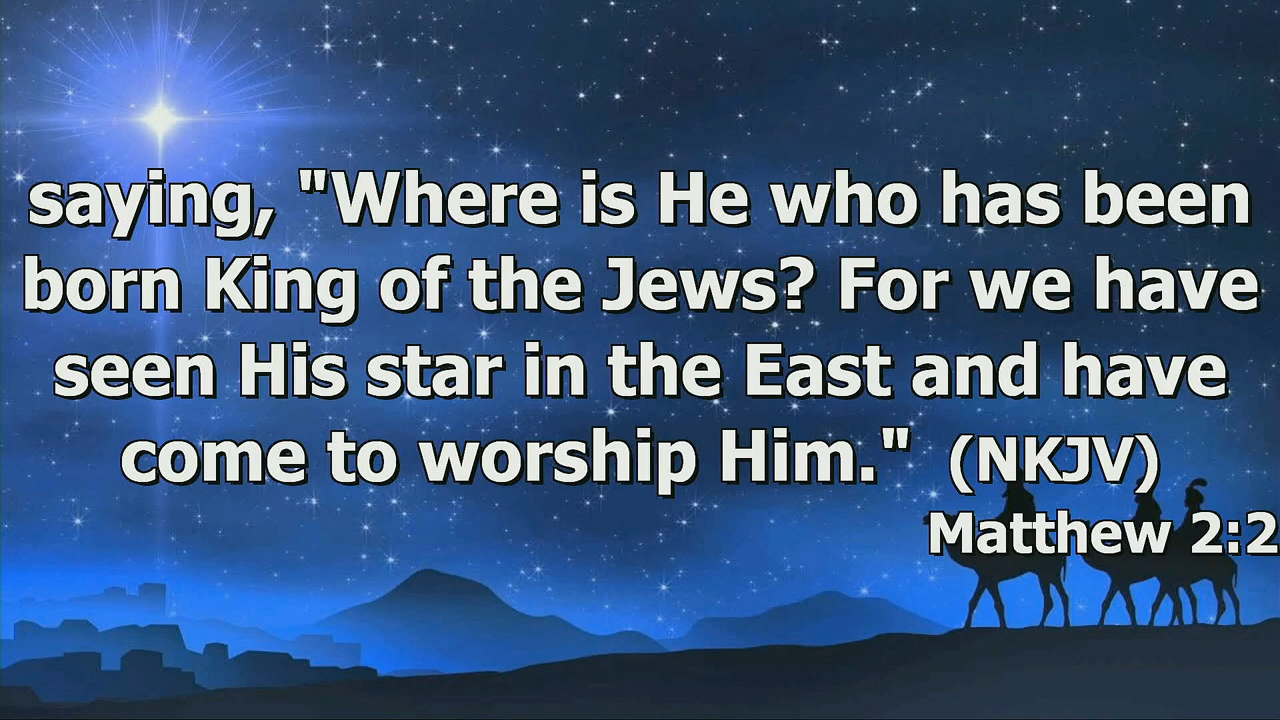 saying, "Where is He who has been
born King of the Jews? For we have
seen His star in the East and have
come to worship Him." (NKJV)
Matthew 2:2